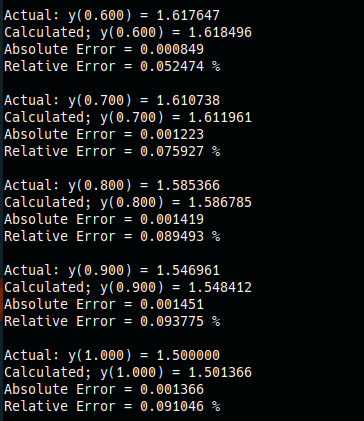 Actual: y(0.600) = 1.617647
Calculated; y(0.600) = 1.618496
Absolute Error = 0.000849
Relative Error = 0.052474 %
Actual: y(0.700) = 1.610738
Calculated; y(0.700) = 1.611961
Absolute Error = 0.001223
Relative Error = 0.075927 %
Actual: y(0.800) = 1.585366
Calculated; y(0.800) = 1.586785
Absolute Error = 0.001419
Relative Error = 0.089493 %
Actual: y(0.900) = 1.546961
Calculated; y(0.900) = 1.548412
Absolute Error = 0.001451
Relative Error = 0.093775 %
Actual: y(1.000) = 1.500000
Calculated; y(1.000) = 1.501366
Absolute Error = 0.001366
Relative Error = 0.091046 %